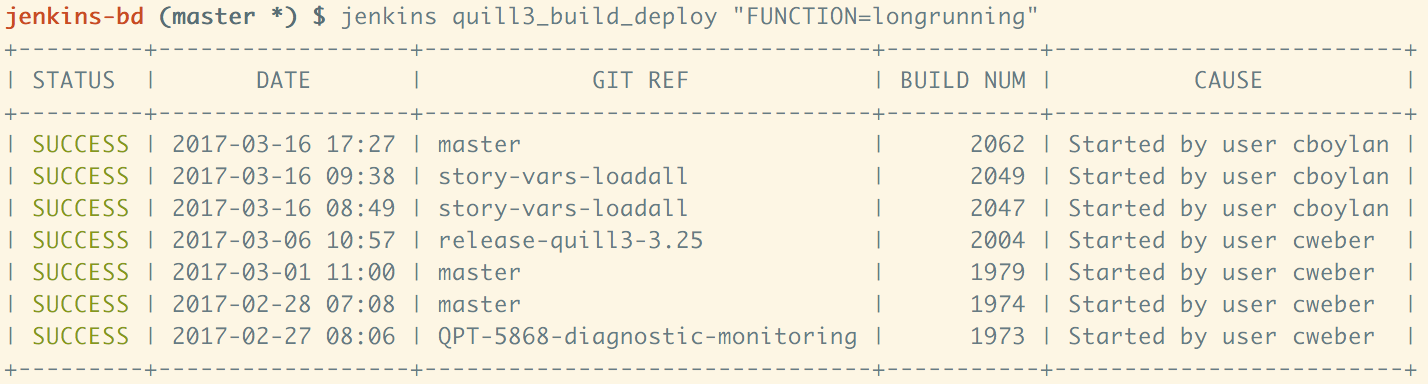 jenkins-bd (master *) $ jenkins quill3_build_deploy "FUNCTION=longrunning"
+---------+------------------+-----------------------------+-----------+-------------------------+
| STATUS  |       DATE       |           GIT REF           | BUILD NUM |          CAUSE          |
+---------+------------------+-----------------------------+-----------+-------------------------+
| SUCCESS | 2017-03-16 17:27 | master                      |      2062 | Started by user cboylan |
| SUCCESS | 2017-03-16 09:38 | story-vars-loadall          |      2049 | Started by user cboylan |
| SUCCESS | 2017-03-16 08:49 | story-vars-loadall          |      2047 | Started by user cboylan |
| SUCCESS | 2017-03-06 10:57 | release-quill3-3.25         |      2004 | Started by user cweber  |
| SUCCESS | 2017-03-01 11:00 | master                      |      1979 | Started by user cweber  |
| SUCCESS | 2017-02-28 07:08 | master                      |      1974 | Started by user cweber  |
| SUCCESS | 2017-02-27 08:06 | QPT-5868-diagnostic-monitoring |      1973 | Started by user cweber  |
+---------+------------------+-----------------------------+-----------+-------------------------+